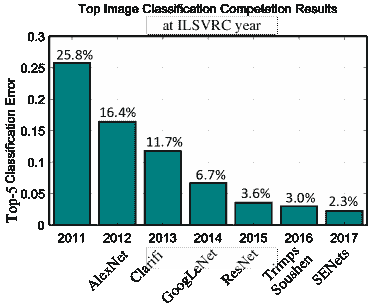 Top Image Classification Competetion Results
at ILSVRC year
Top-5 Classification Error
0.3
0.25
0.2
0.15
0.1
0.05
0
25.8%
16.4%
11.7%
6.7%
3.6%
3.0%
2.3%
2011 2012 2013 2014 2015 2016 2017
AlexNet
Clarifi
GoogLeNet
ResNet
Trimps
Soushen
SENets